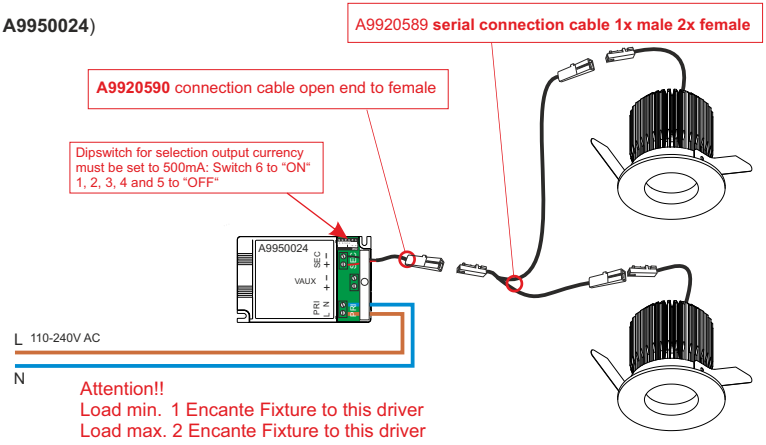 A9950024)
A9920589 serial connection cable 1x male 2x female
A9920590 connection cable open end to female
Dipswitch for selection output currency
must be set to 500mA: Switch 6 to “ON“
1, 2, 3, 4 and 5 to “OFF“
A9950024
SEC
+ -
VAUX
+ -
PRI
L N
SEC
PRI
L 110-240V AC
N
Attention!!
Load min. 1 Encante Fixture to this driver
Load max. 2 Encante Fixture to this driver